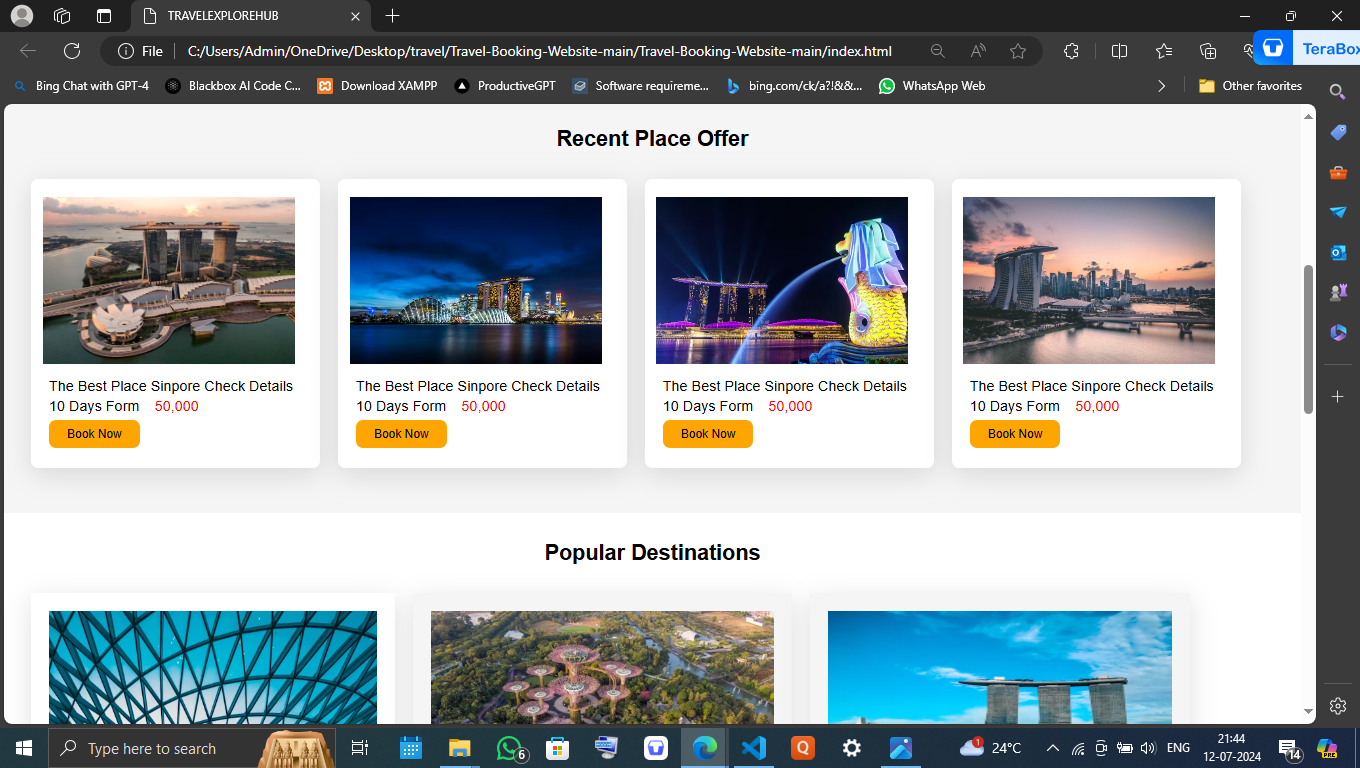 TRAVELEXPLOREHUB
File
C:/Users/Admin/OneDrive/Desktop/travel/Travel-Booking-Website-main/Travel-Booking-Website-main/index.html
TeraBox
Bing Chat with GPT-4
Blackbox AI Code C...
Download XAMPP
ProductiveGPT
Software requireme...
bing.com/ck/a?!&&...
WhatsApp Web
Other favorites
Recent Place Offer
The Best Place Sinpore Check Details
10 Days Form 50,000
Book Now
The Best Place Sinpore Check Details
10 Days Form 50,000
Book Now
The Best Place Sinpore Check Details
10 Days Form 50,000
Book Now
The Best Place Sinpore Check Details
10 Days Form 50,000
Book Now
Popular Destinations
Type here to search
6
1
24°C
ENG
21:44
12-07-2024
14
PRE